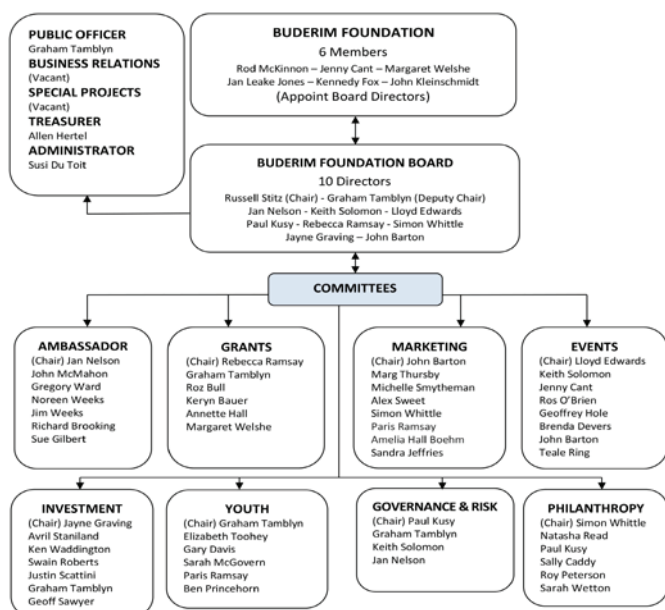 PUBLIC OFFICER
Graham Tamblyn
BUSINESS RELATIONS
(Vacant)
SPECIAL PROJECTS
(Vacant)
TREASURER
Allen Hertel
ADMINISTRATOR
Susi Du Toit
BUDERIM FOUNDATION
6 Members
Rod McKinnon – Jenny Cant – Margaret Welshe
Jan Leake Jones – Kennedy Fox – John Kleinschmidt
(Appoint Board Directors)
BUDERIM FOUNDATION BOARD
10 Directors
Russell Stitz (Chair) - Graham Tamblyn (Deputy Chair)
Jan Nelson - Keith Solomon - Lloyd Edwards
Paul Kusy - Rebecca Ramsay - Simon Whittle
Jayne Graving – John Barton
COMMITTEES
AMBASSADOR
(Chair) Jan Nelson
John McMahon
Gregory Ward
Noreen Weeks
Jim Weeks
Richard Brooking
Sue Gilbert
GRANTS
(Chair) Rebecca Ramsay
Graham Tamblyn
Roz Bull
Keryn Bauer
Annette Hall
Margaret Welshe
MARKETING
(Chair) John Barton
Marg Thursby
Michelle Smytheman
Alex Sweet
Simon Whittle
Paris Ramsay
Amelia Hall Boehm
Sandra Jeffries
EVENTS
(Chair) Lloyd Edwards
Keith Solomon
Jenny Cant
Ros O'Brien
Geoffrey Hole
Brenda Devers
John Barton
Teale Ring
INVESTMENT
(Chair) Jayne Graving
Avril Staniland
Ken Waddington
Swain Roberts
Justin Scattini
Graham Tamblyn
Geoff Sawyer
YOUTH
(Chair) Graham Tamblyn
Elizabeth Toohey
Gary Davis
Sarah McGovern
Paris Ramsay
Ben Princehorn
GOVERNANCE & RISK
(Chair) Paul Kusy
Graham Tamblyn
Keith Solomon
Jan Nelson
PHILANTHROPY
(Chair) Simon Whittle
Natasha Read
Paul Kusy
Sally Caddy
Roy Peterson
Sarah Wetton